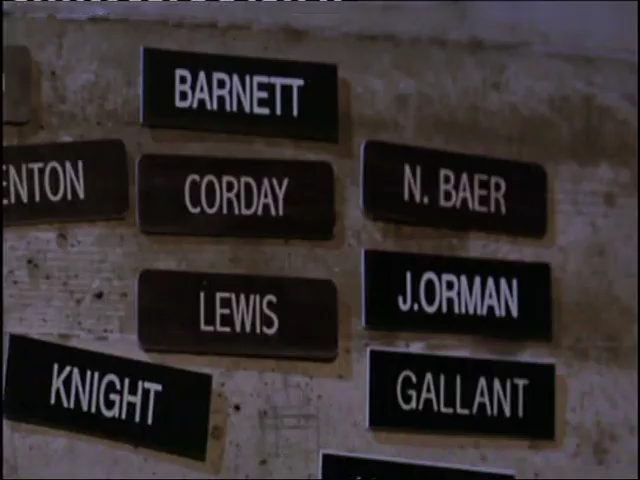 BARNETT
ENTON
CORDAY
N. BAER
LEWIS
J.ORMAN
KNIGHT
GALLANT